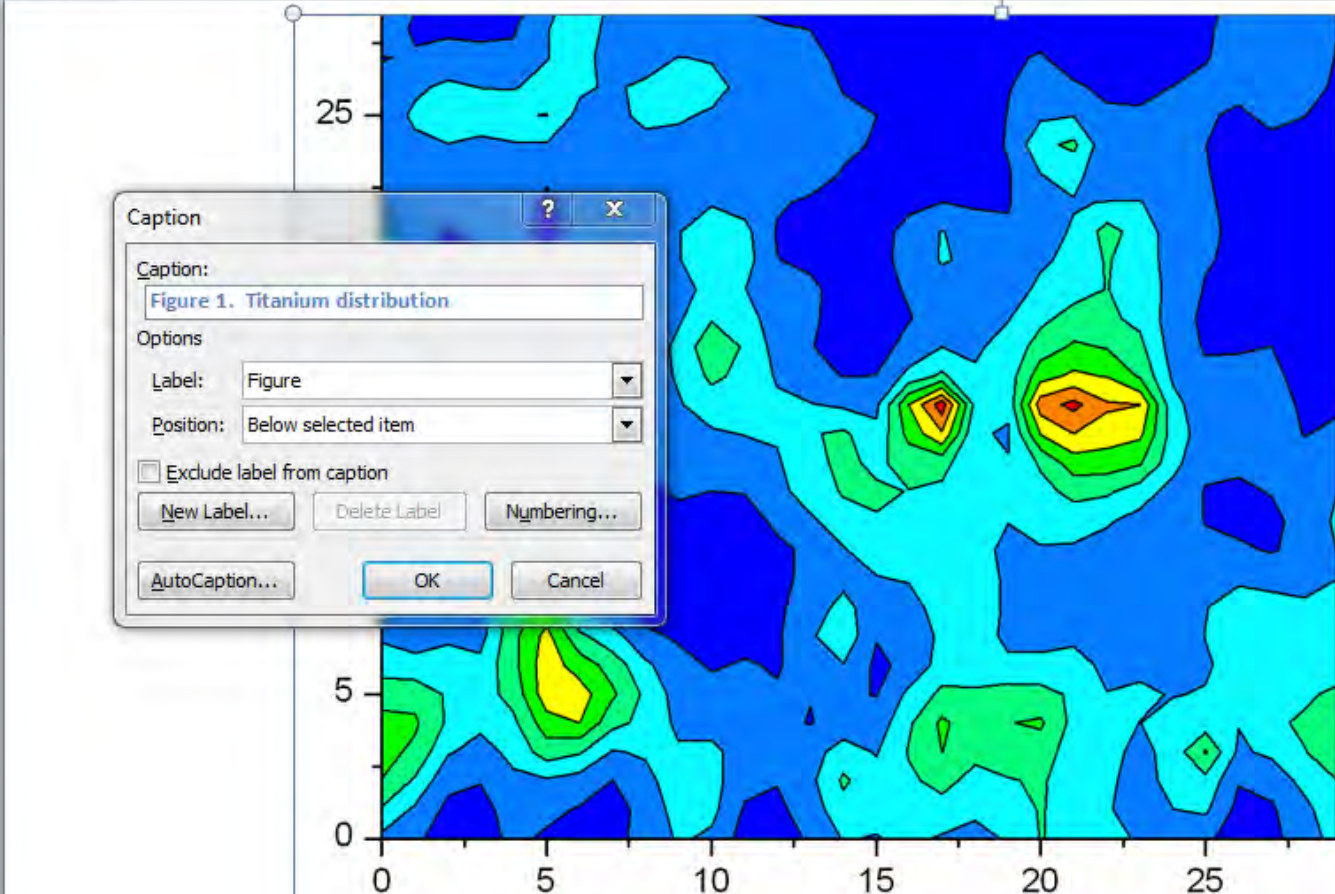 25
Caption
?
X
Caption:
Figure 1. Titanium distribution
Options
Label: Figure
Position: Below selected item
Exclude label from caption
New Label... Delete Label Numbering...
AutoCaption... OK Cancel
5
0
0 5 10 15 20 25